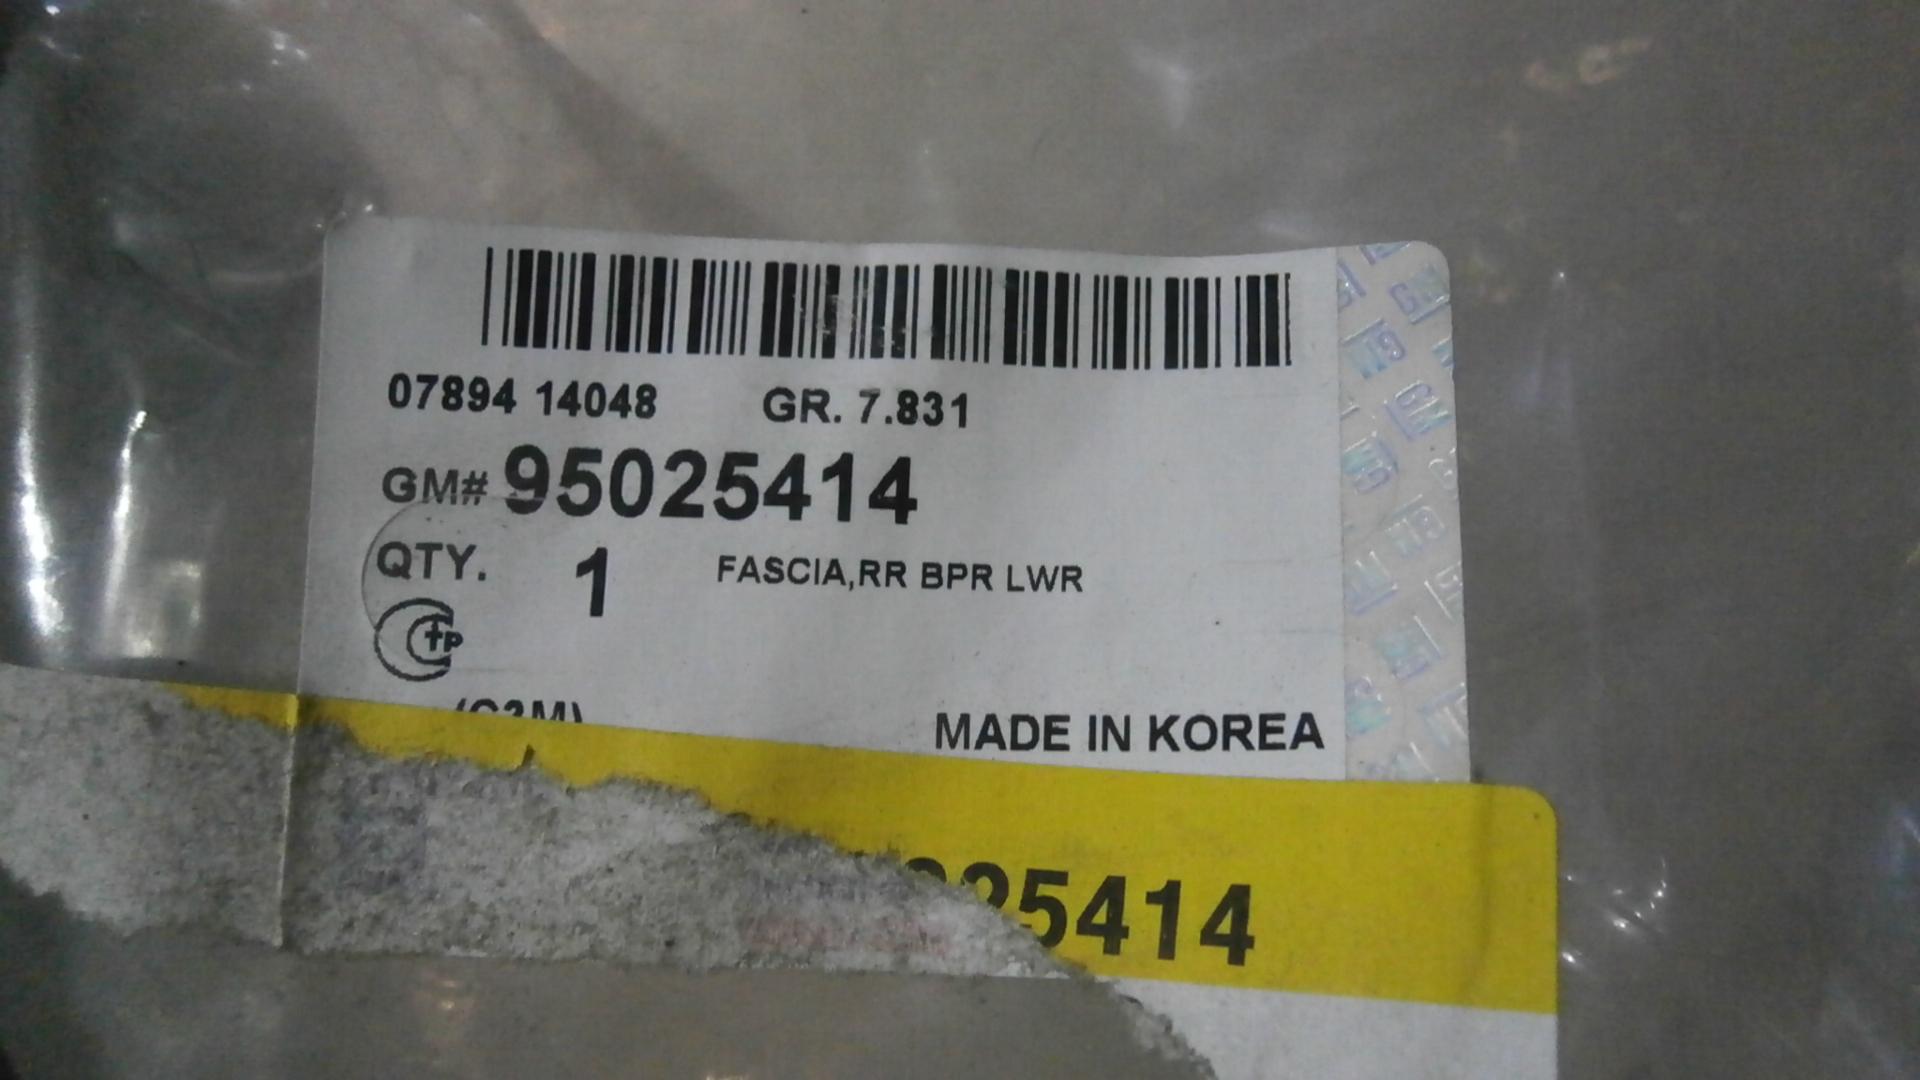 07894 14048 GR. 7.831
GM# 95025414
QTY. 1 FASCIA,RR BPR LWR
MADE IN KOREA
25414